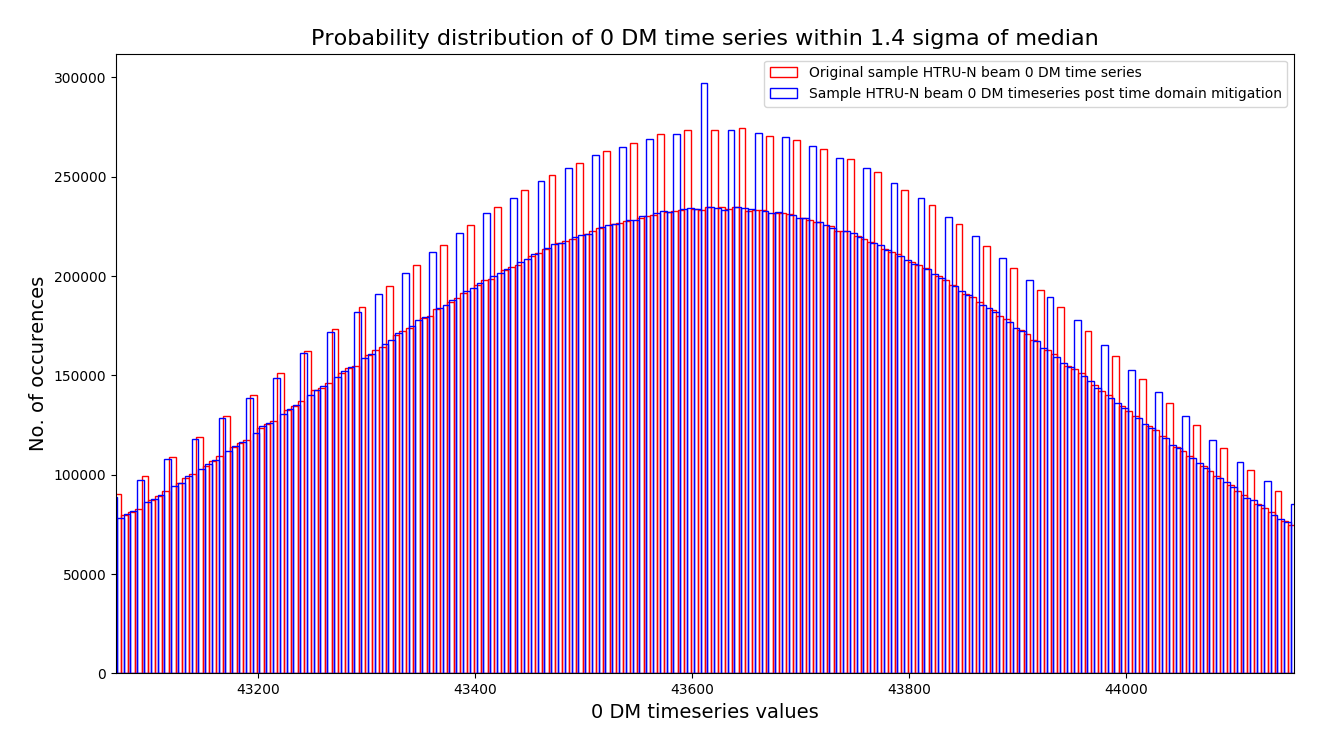 Probability distribution of 0 DM time series within 1.4 sigma of median
Original sample HTRU-N beam 0 DM time series
Sample HTRU-N beam 0 DM timeseries post time domain mitigation
No. of occurences
300000
250000
200000
150000
100000
50000
0
43200
43400
43600
43800
44000
0 DM timeseries values